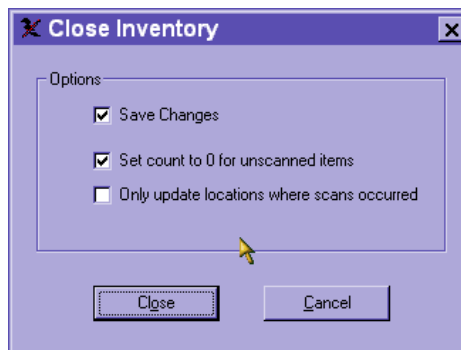 Close Inventory
Options
Save Changes
Set count to 0 for unscanned items
Only update locations where scans occurred
Close
Cancel